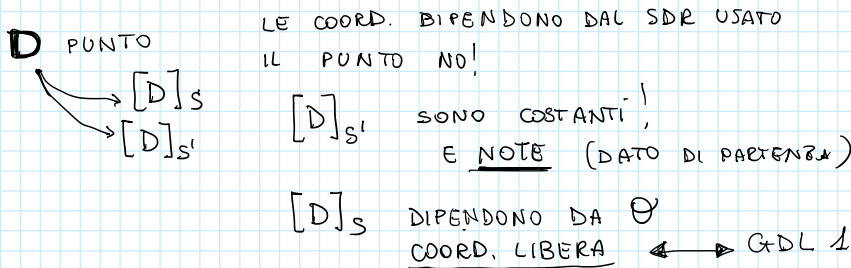 LE COORD. DIPENDONO DAL SDR USATO
D PUNTO
IL PUNTO NO!
[D]S
[D]S'
[D]S' SONO COSTANTI!
E NOTE (DATO DI PARTENZA)
[D]S DIPENDONO DA θ
COORD. LIBERA ↔ GDL 1